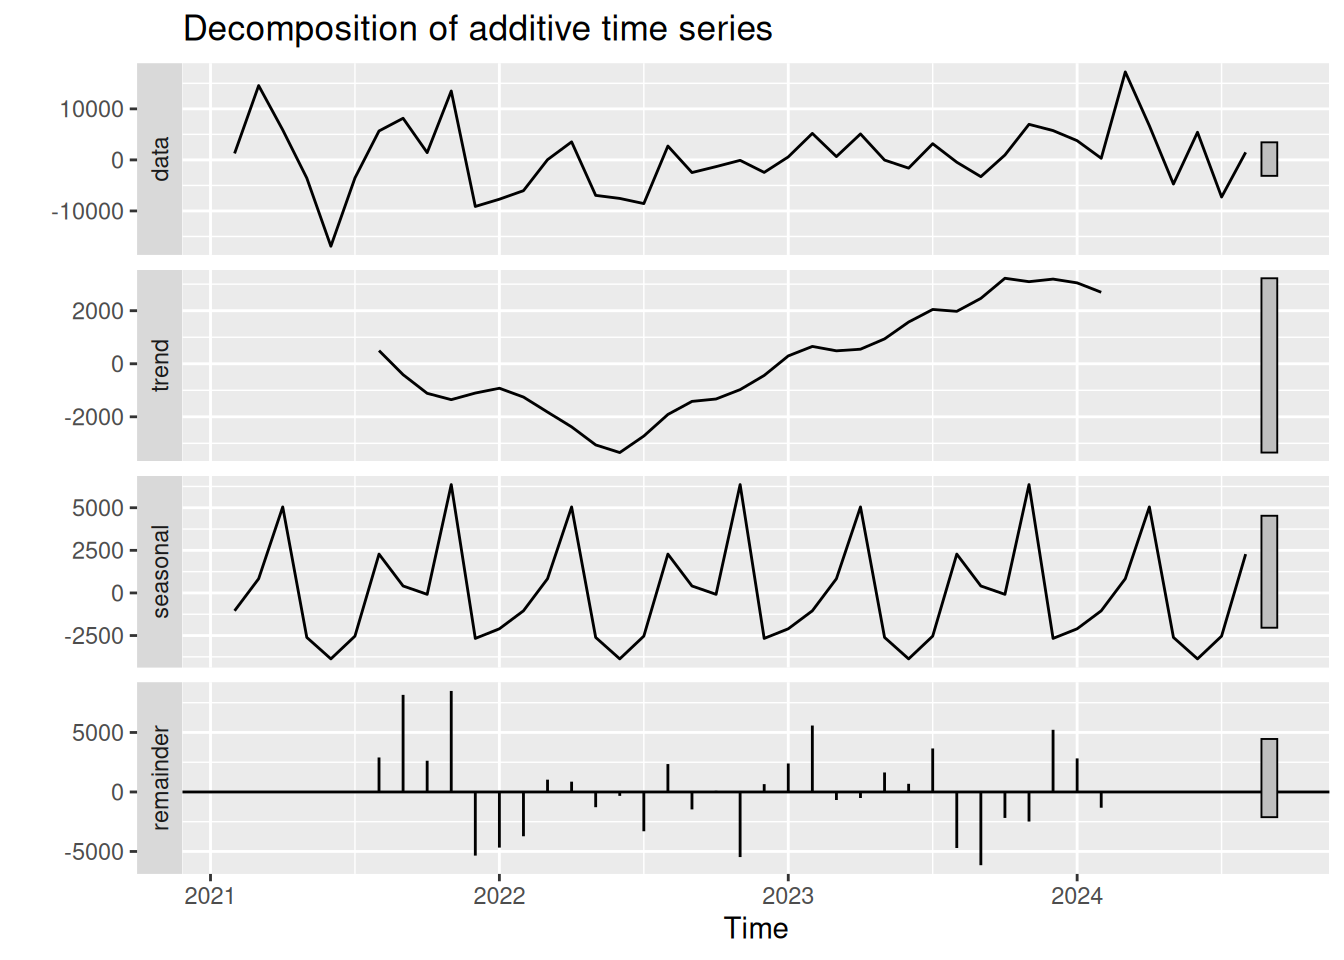 Decomposition of additive time series
data
10000
0
-10000
trend
2000
0
-2000
seasonal
5000
2500
0
-2500
remainder
5000
0
-5000
2021 2022 2023 2024
Time